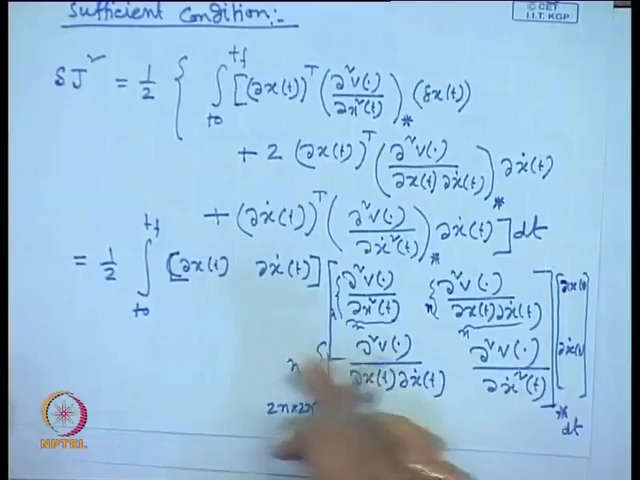 Sufficient Condition:-
© CET
I.I.T. KGP
δJ² = 1/2 { ∫_{t0}^{tf} [(∂x(t))^T (∂²V(.)/∂x²(t))_* (δx(t))
+ 2 (∂x(t))^T (∂²V(.)/∂x(t)∂ẋ(t))_* ∂ẋ(t)
+ (∂ẋ(t))^T (∂²V(.)/∂ẋ²(t))_* ∂ẋ(t)] dt
= 1/2 ∫_{t0}^{tf} [∂x(t) ∂ẋ(t)] [∂²V(.)/∂x²(t) ∂²V(.)/∂x(t)∂ẋ(t) [∂x(t)
n { ∂²V(.)/∂x(t)∂ẋ(t) ∂²V(.)/∂ẋ²(t)]_* ∂ẋ(t)] dt
2n×2n
NPTEL